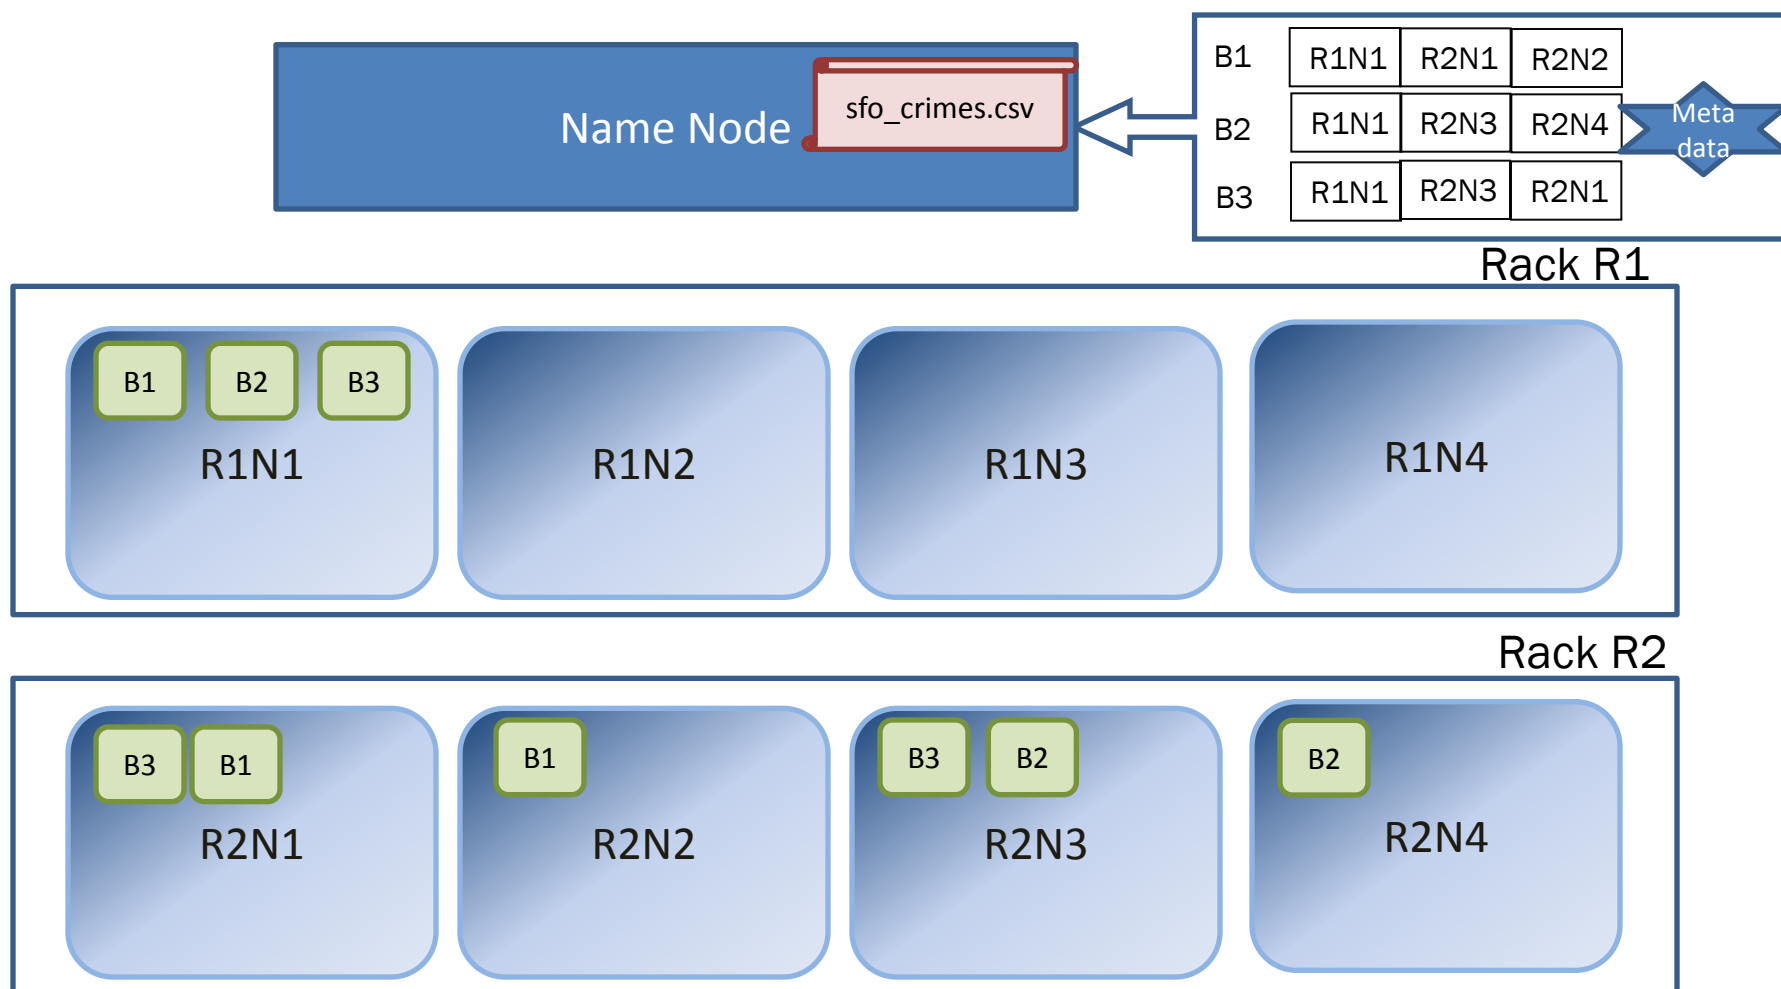 Name Node
sfo_crimes.csv
B1 R1N1 R2N1 R2N2
B2 R1N1 R2N3 R2N4
B3 R1N1 R2N3 R2N1
Meta
data
Rack R1
B1 B2 B3
R1N1
R1N2
R1N3
R1N4
Rack R2
B3 B1
R2N1
B1
R2N2
B3 B2
R2N3
B2
R2N4